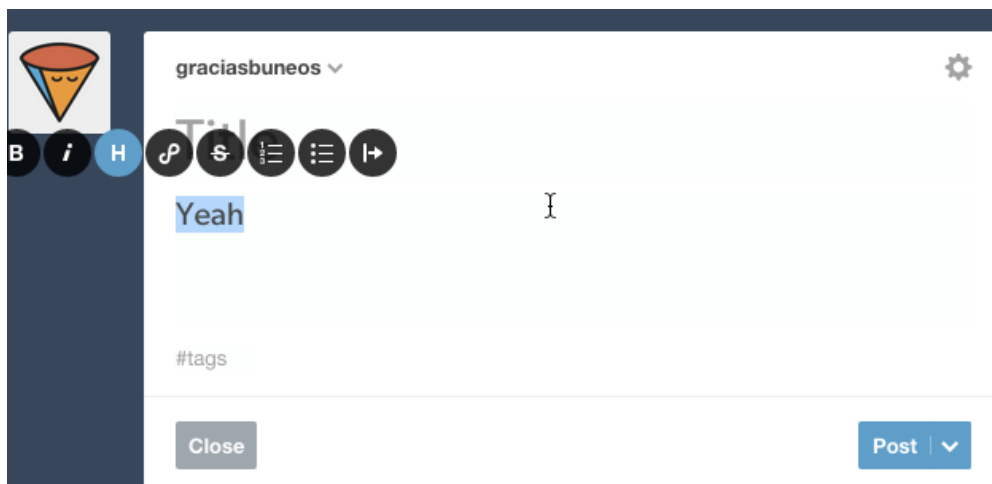 graciasbuneos
Title
B i H S
Yeah
#tags
Close
Post